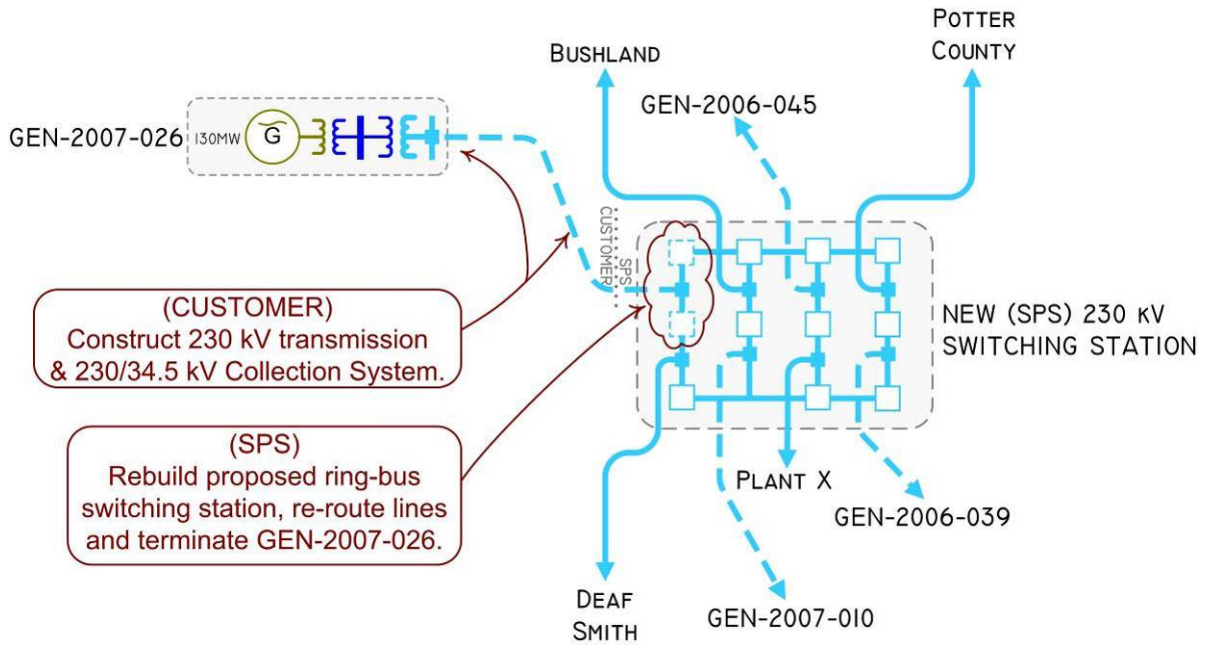 POTTER
COUNTY
BUSHLAND
GEN-2006-045
GEN-2007-026
130MW
G
CUSTOMER
SPS
(CUSTOMER)
Construct 230 kV transmission
& 230/34.5 kV Collection System.
NEW (SPS) 230 KV
SWITCHING STATION
(SPS)
Rebuild proposed ring-bus
switching station, re-route lines
and terminate GEN-2007-026.
PLANT X
GEN-2006-039
DEAF
SMITH
GEN-2007-010